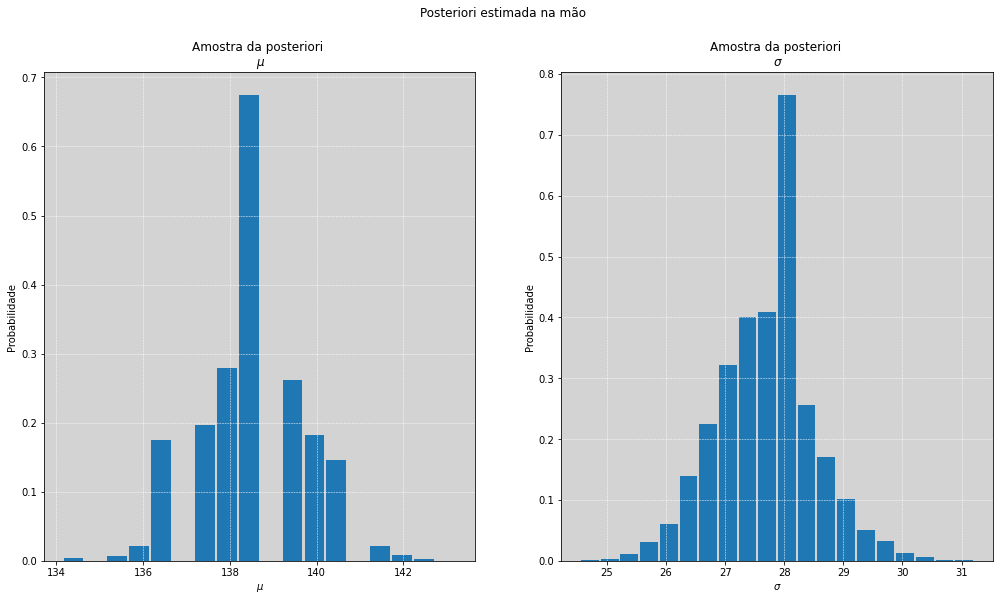 Posteriori estimada na mão
Amostra da posteriori
μ
0.7
0.6
0.5
0.4
0.3
0.2
0.1
0.0
Probabilidade
134 136 138 140 142
μ
Amostra da posteriori
σ
0.8
0.7
0.6
0.5
0.4
0.3
0.2
0.1
0.0
Probabilidade
25 26 27 28 29 30 31
σ